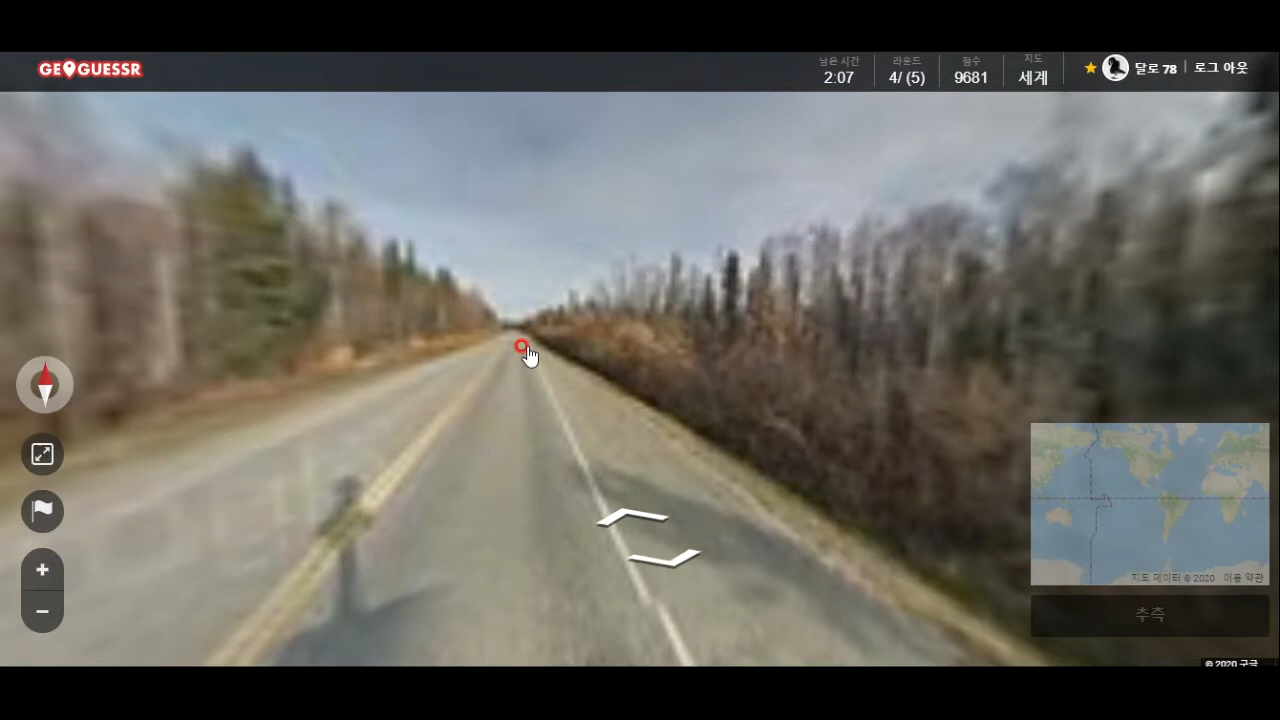 GEOGUESSR
남은 시간
2:07
라운드
4/ (5)
점수
9681
지도
세계
달로 78 | 로그 아웃
지도 데이터 © 2020 이용 약관
추측
© 2020 구글